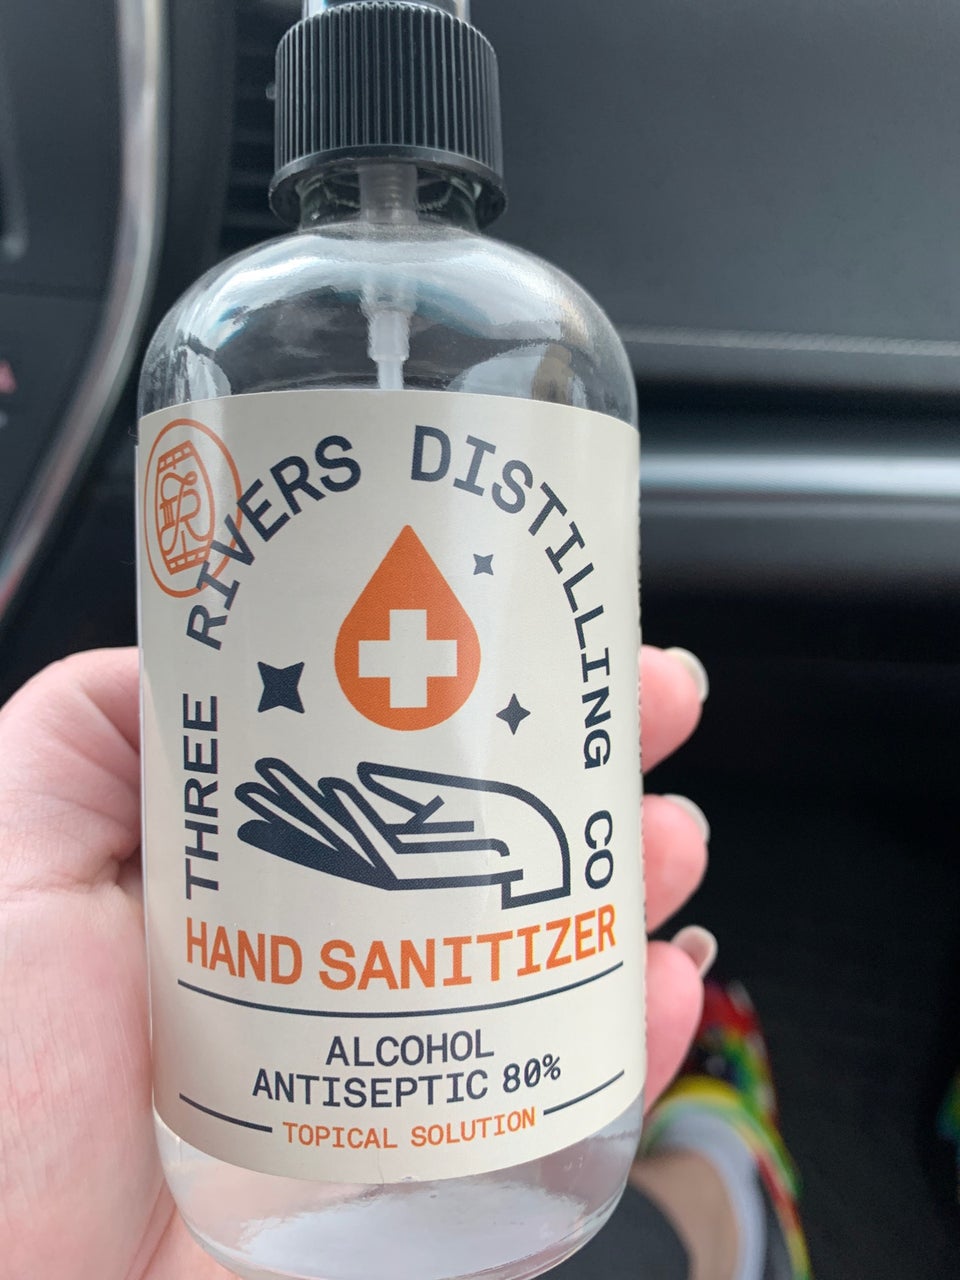 THREE RIVERS DISTILLING CO
HAND SANITIZER
ALCOHOL
ANTISEPTIC 80%
TOPICAL SOLUTION